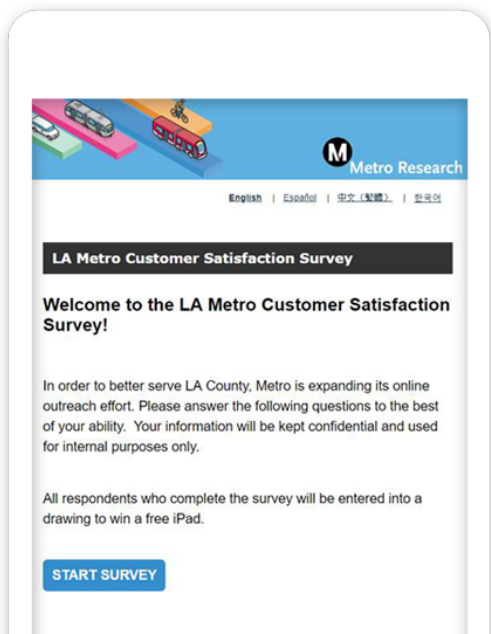 M
Metro Research
English | Español | 中文（繁體） | 한국어
LA Metro Customer Satisfaction Survey
Welcome to the LA Metro Customer Satisfaction
Survey!
In order to better serve LA County, Metro is expanding its online
outreach effort. Please answer the following questions to the best
of your ability. Your information will be kept confidential and used
for internal purposes only.
All respondents who complete the survey will be entered into a
drawing to win a free iPad.
START SURVEY